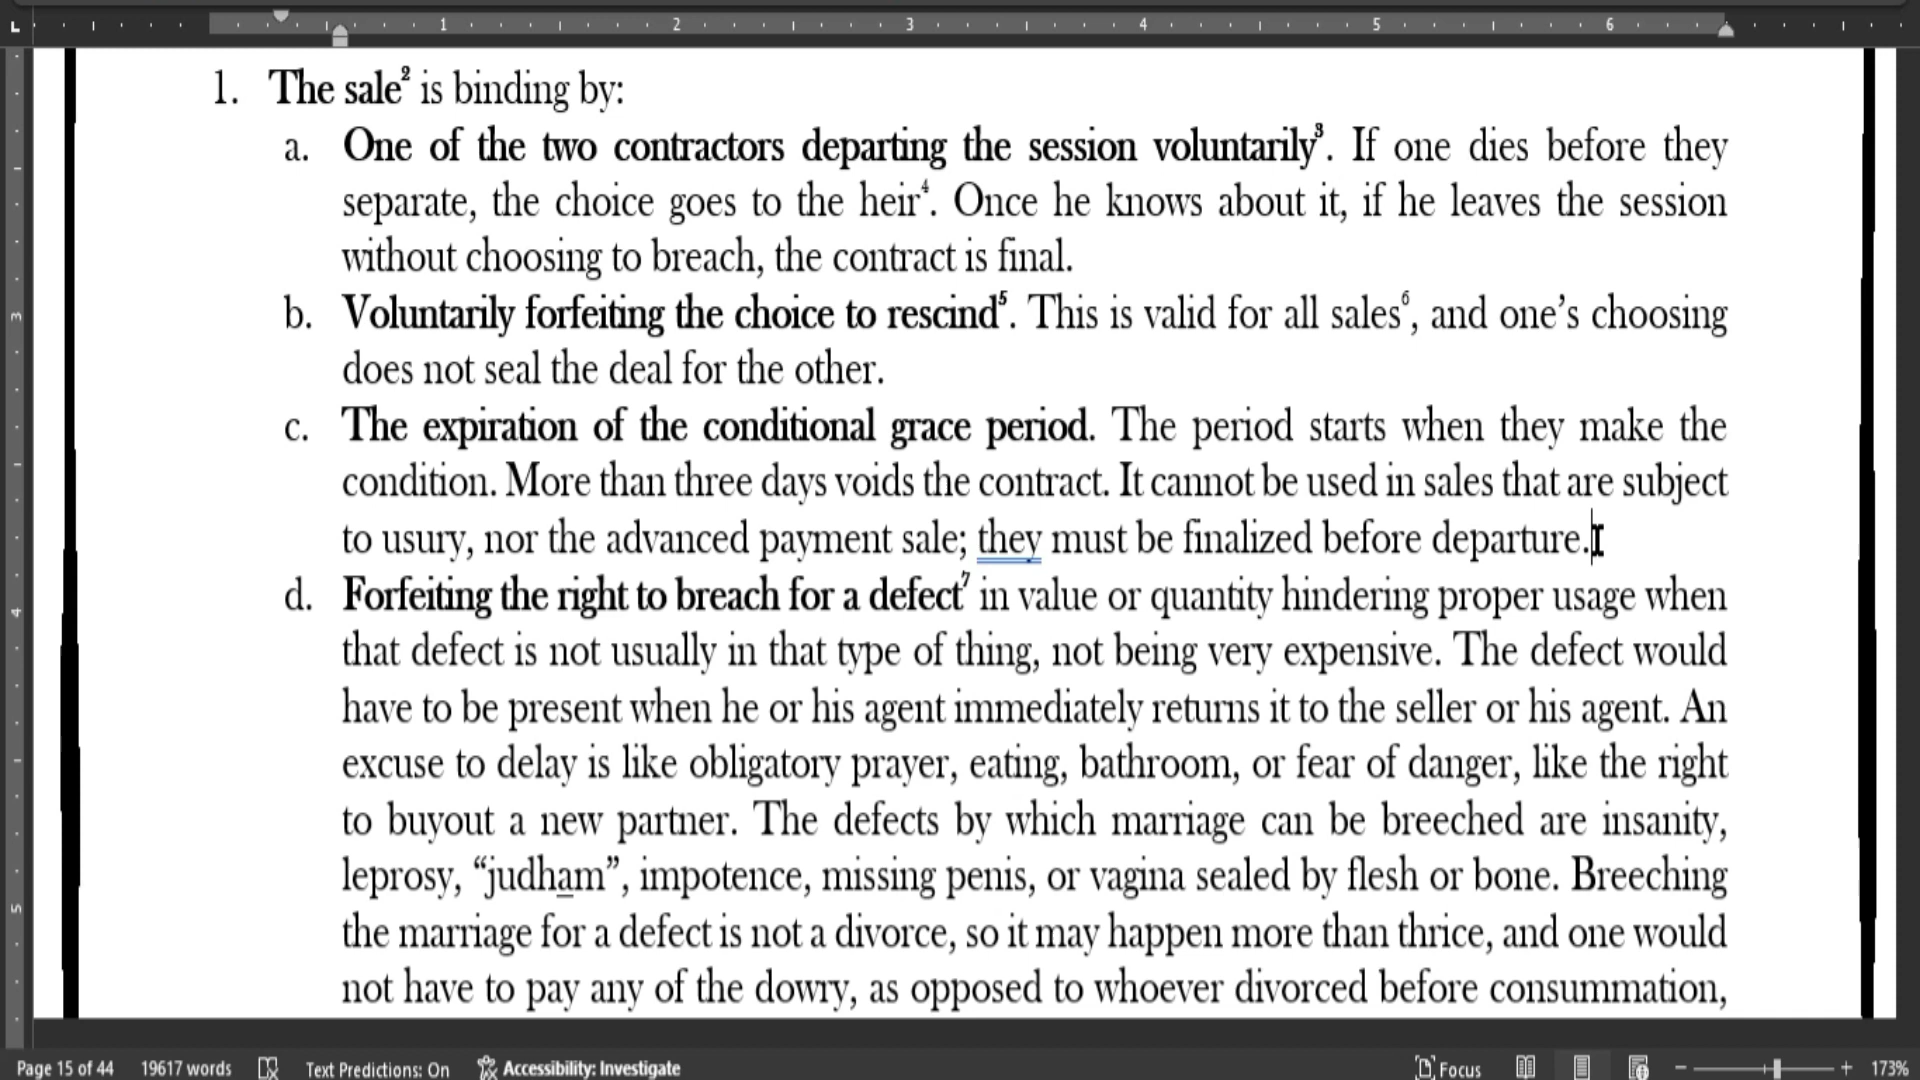 L 1 2 3 4 5 6
1. The sale² is binding by:
a. One of the two contractors departing the session voluntarily³. If one dies before they
separate, the choice goes to the heir⁴. Once he knows about it, if he leaves the session
without choosing to breach, the contract is final.
b. Voluntarily forfeiting the choice to rescind⁵. This is valid for all sales⁶, and one’s choosing
does not seal the deal for the other.
c. The expiration of the conditional grace period. The period starts when they make the
condition. More than three days voids the contract. It cannot be used in sales that are subject
to usury, nor the advanced payment sale; they must be finalized before departure.
d. Forfeiting the right to breach for a defect⁷ in value or quantity hindering proper usage when
that defect is not usually in that type of thing, not being very expensive. The defect would
have to be present when he or his agent immediately returns it to the seller or his agent. An
excuse to delay is like obligatory prayer, eating, bathroom, or fear of danger, like the right
to buyout a new partner. The defects by which marriage can be breeched are insanity,
leprosy, “judham”, impotence, missing penis, or vagina sealed by flesh or bone. Breeching
the marriage for a defect is not a divorce, so it may happen more than thrice, and one would
not have to pay any of the dowry, as opposed to whoever divorced before consummation,
3
4
5
Page 15 of 44 19617 words Text Predictions: On Accessibility: Investigate Focus 173%